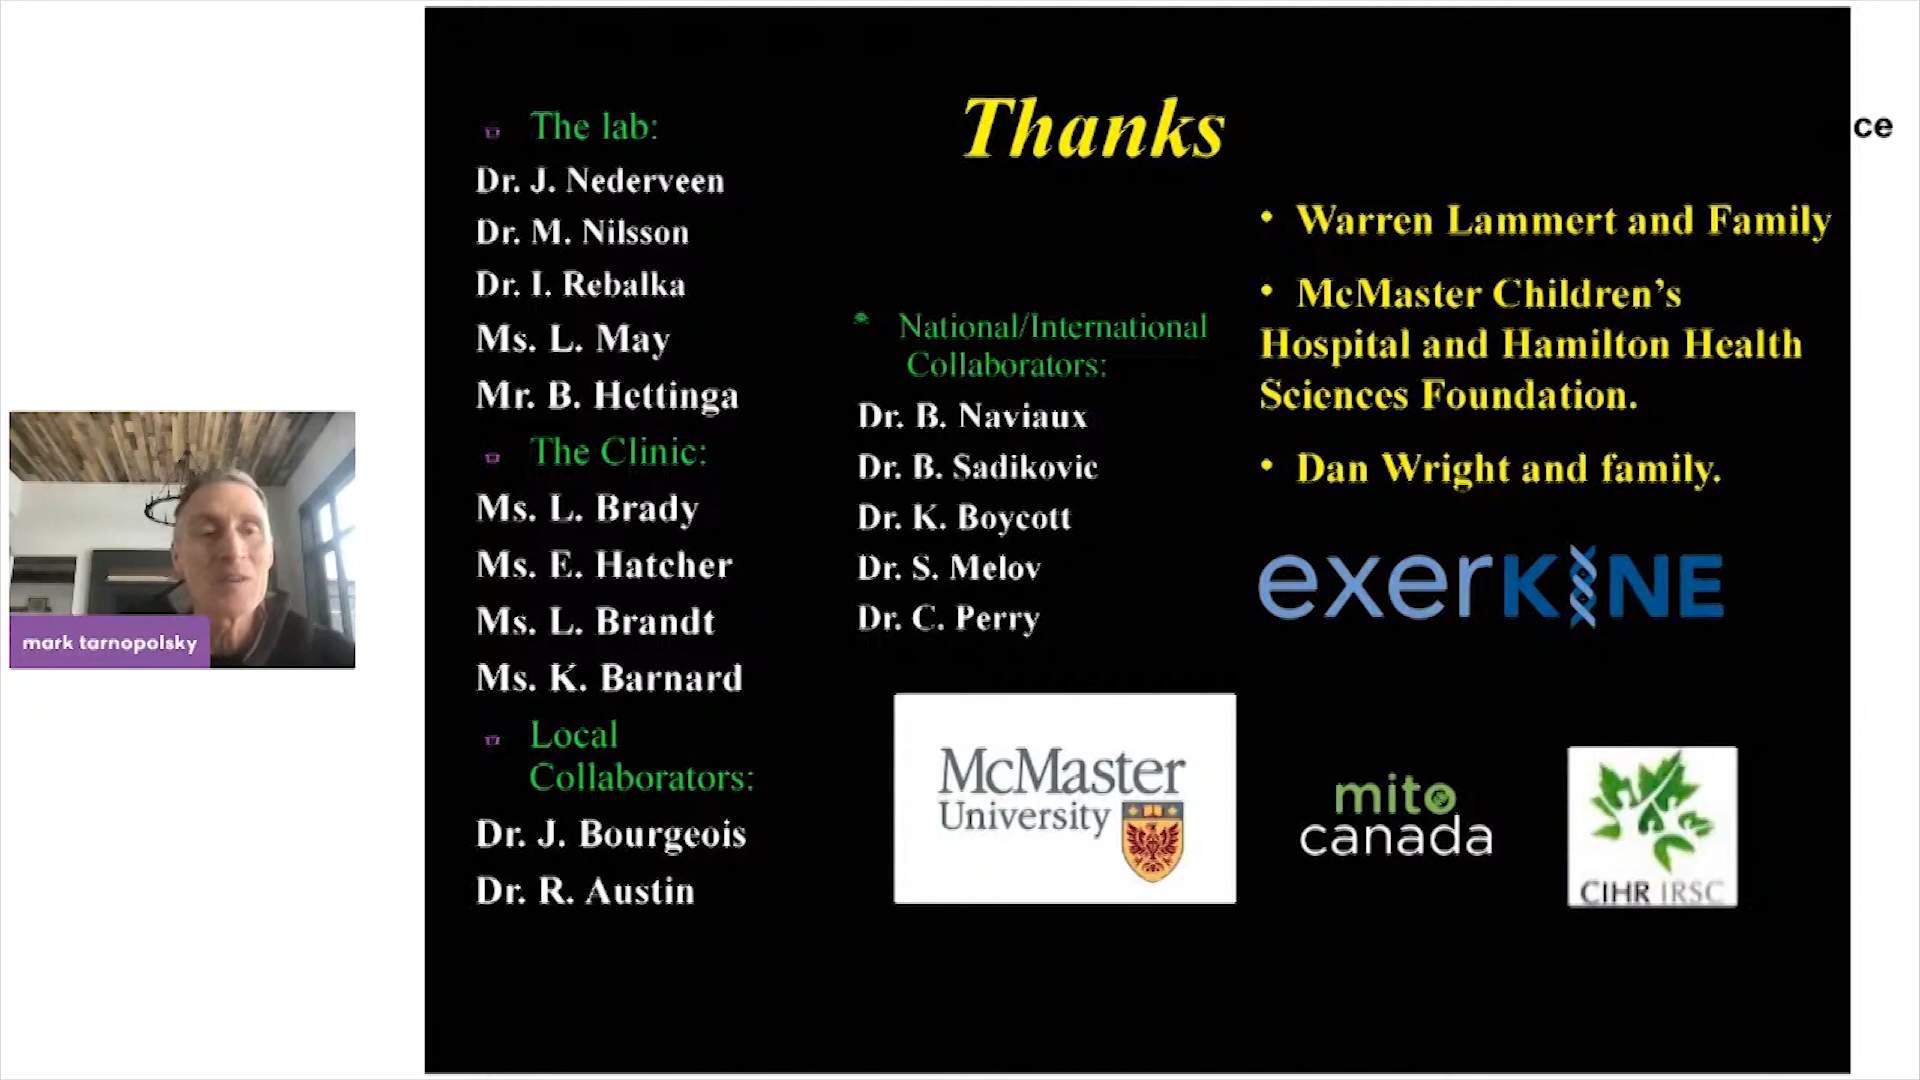 Thanks
The lab:
Dr. J. Nederveen
Dr. M. Nilsson
Dr. I. Rebalka
Ms. L. May
Mr. B. Hettinga
The Clinic:
Ms. L. Brady
Ms. E. Hatcher
Ms. L. Brandt
Ms. K. Barnard
Local
Collaborators:
Dr. J. Bourgeois
Dr. R. Austin
National/International
Collaborators:
Dr. B. Naviaux
Dr. B. Sadikovic
Dr. K. Boycott
Dr. S. Melov
Dr. C. Perry
• Warren Lammert and Family
• McMaster Children’s
Hospital and Hamilton Health
Sciences Foundation.
• Dan Wright and family.
exerkINE
McMaster
University
mito
canada
CIHR IRSC
mark tarnopolsky
ce